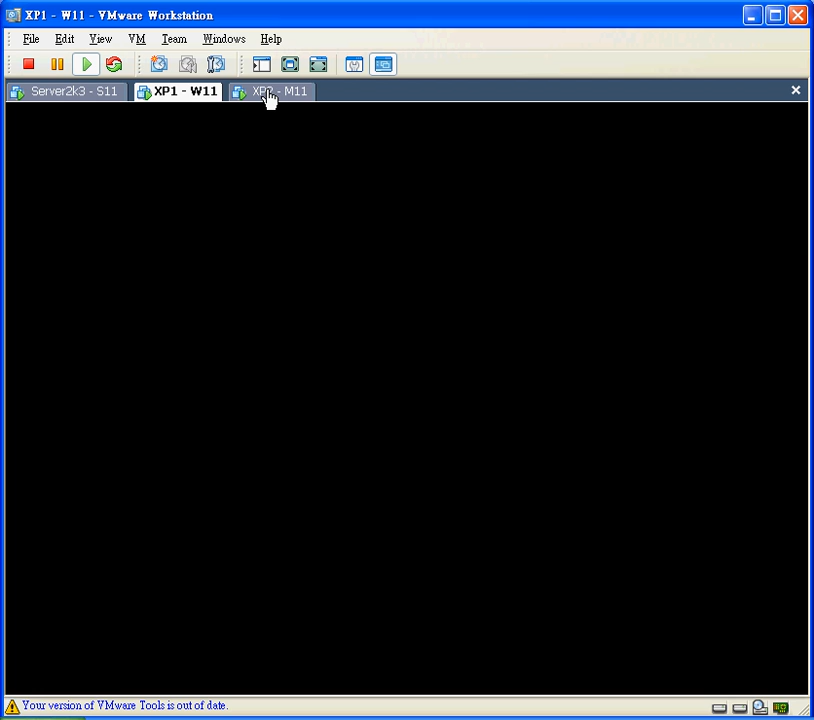 XP1 - W11 - VMware Workstation
File Edit View VM Team Windows Help
Server2k3 - S11 XP1 - W11 XP2 - M11
Your version of VMware Tools is out of date.